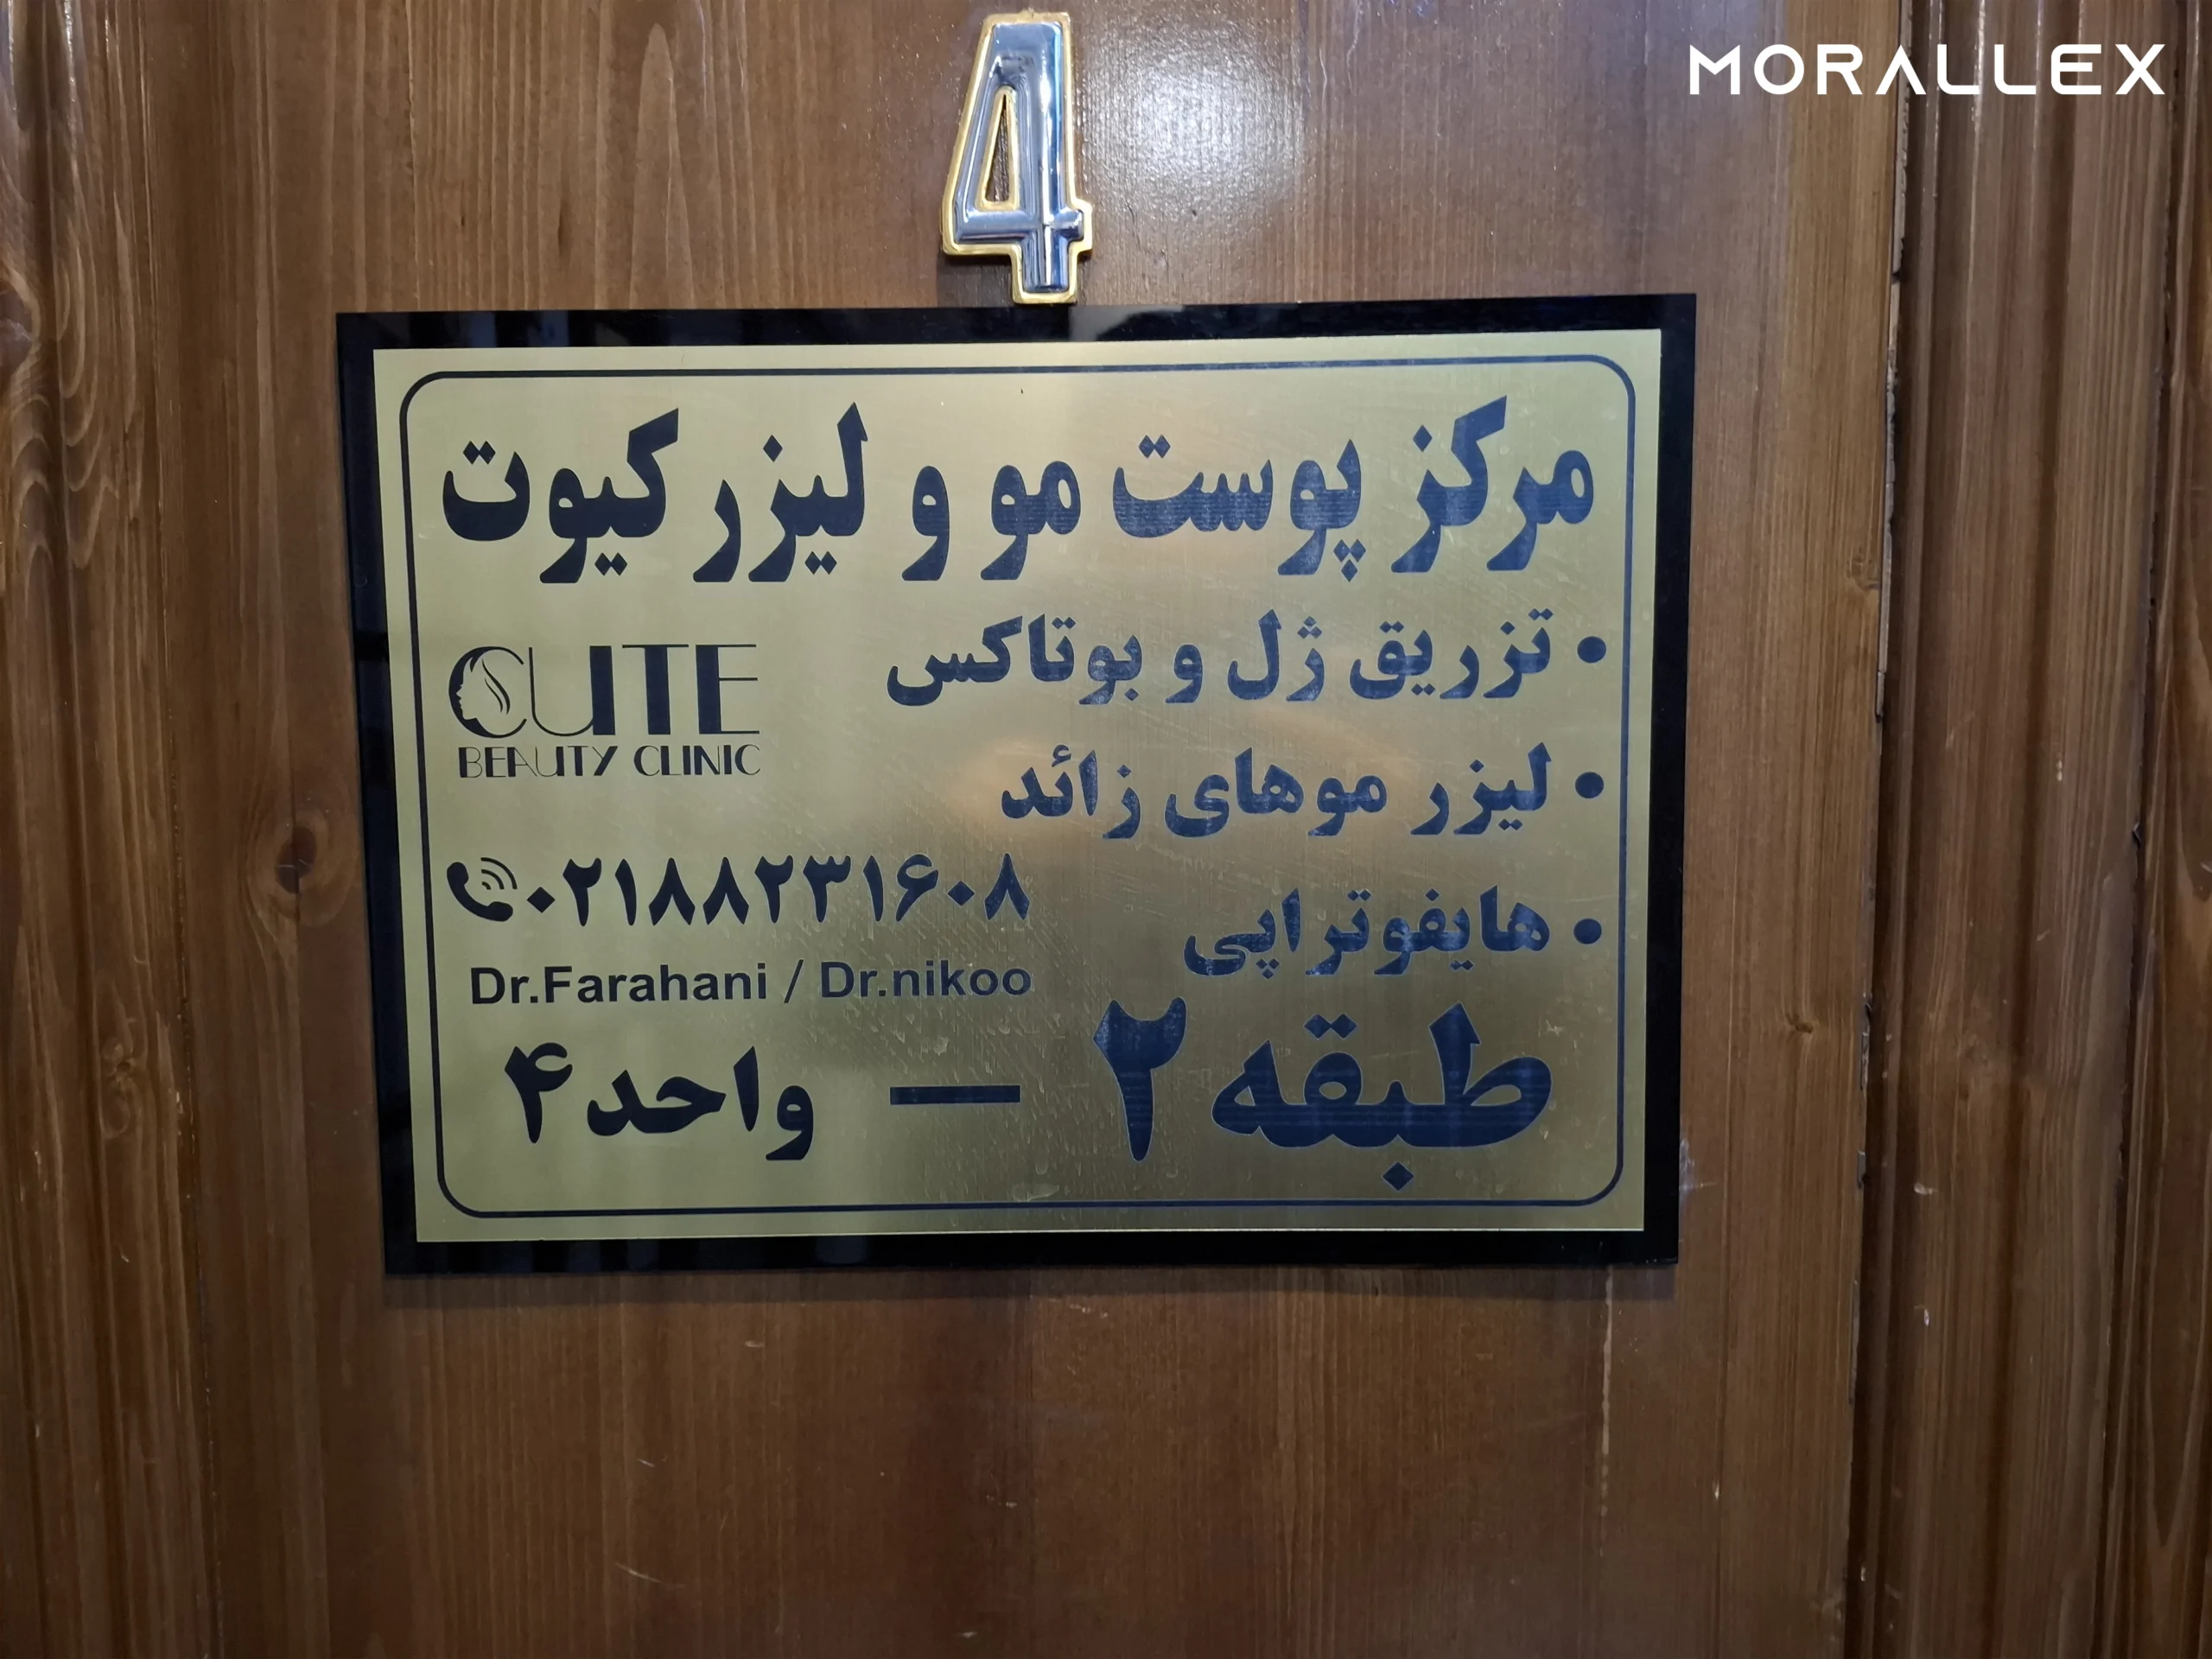 MORALLEX
4
مرکز پوست مو و لیزر کیوت
• تزریق ژل و بوتاکس
CUTE
BEAUTY CLINIC
• لیزر موهای زائد
۰۲۱۸۸۲۳۱۶۰۸
• هایفوتراپی
Dr.Farahani / Dr.nikoo
طبقه ۲ — واحد ۴